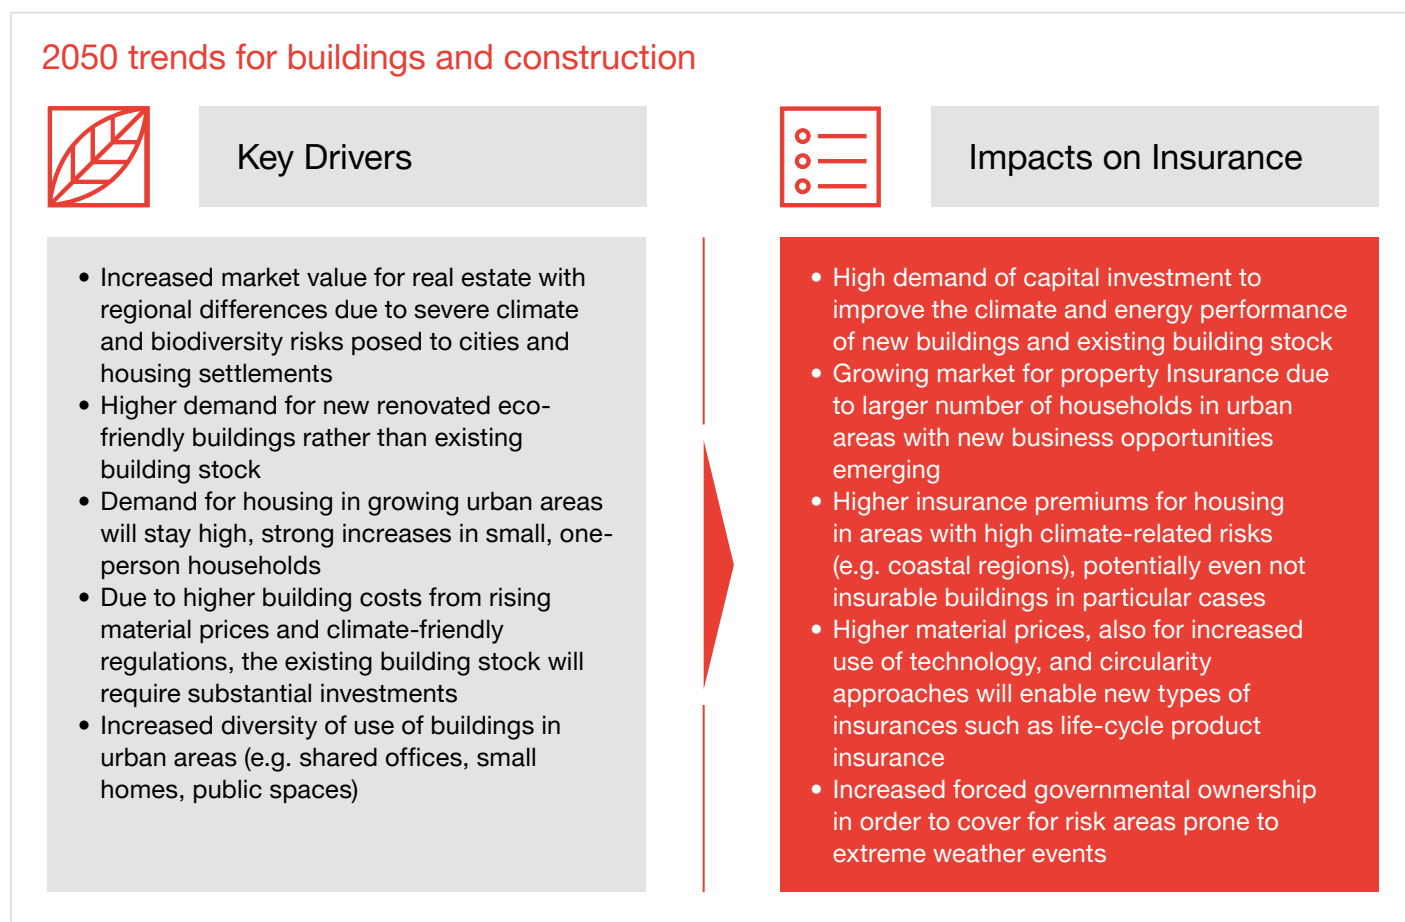 2050 trends for buildings and construction
Key Drivers
• Increased market value for real estate with
regional differences due to severe climate
and biodiversity risks posed to cities and
housing settlements
• Higher demand for new renovated eco-
friendly buildings rather than existing
building stock
• Demand for housing in growing urban areas
will stay high, strong increases in small, one-
person households
• Due to higher building costs from rising
material prices and climate-friendly
regulations, the existing building stock will
require substantial investments
• Increased diversity of use of buildings in
urban areas (e.g. shared offices, small
homes, public spaces)
Impacts on Insurance
• High demand of capital investment to
improve the climate and energy performance
of new buildings and existing building stock
• Growing market for property Insurance due
to larger number of households in urban
areas with new business opportunities
emerging
• Higher insurance premiums for housing
in areas with high climate-related risks
(e.g. coastal regions), potentially even not
insurable buildings in particular cases
• Higher material prices, also for increased
use of technology, and circularity
approaches will enable new types of
insurances such as life-cycle product
insurance
• Increased forced governmental ownership
in order to cover for risk areas prone to
extreme weather events